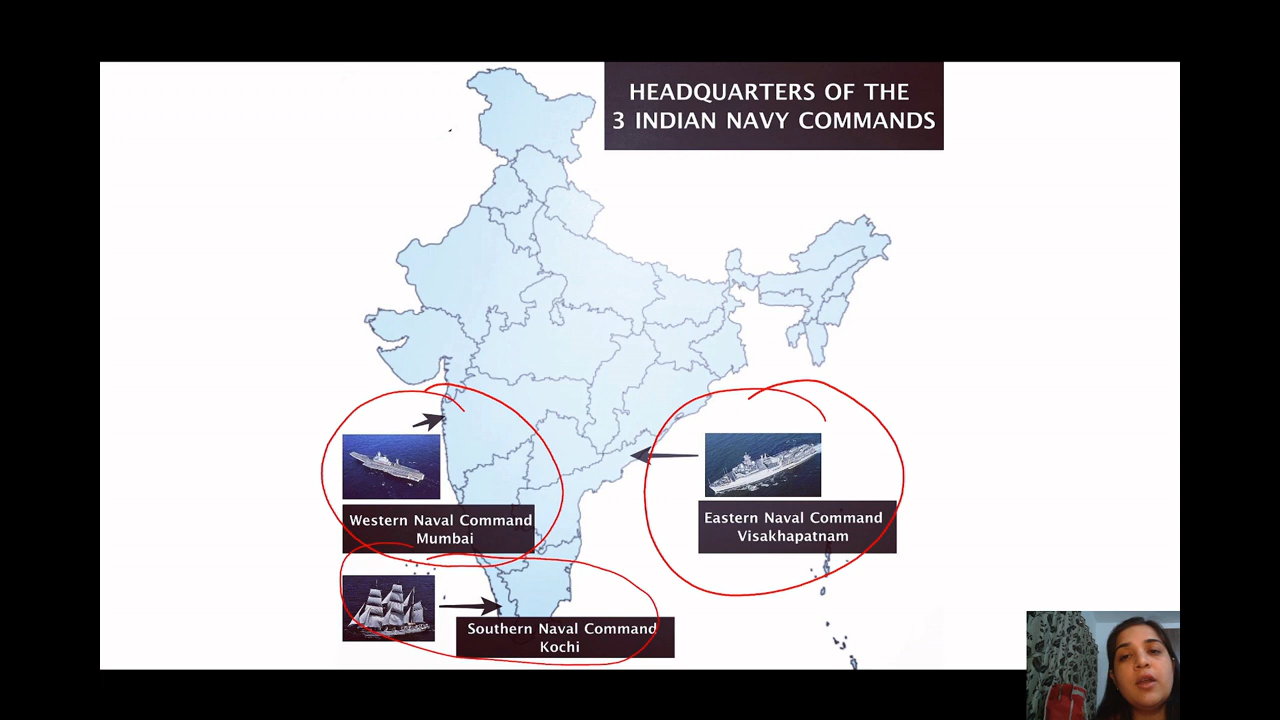 HEADQUARTERS OF THE
3 INDIAN NAVY COMMANDS
Western Naval Command
Mumbai
Eastern Naval Command
Visakhapatnam
Southern Naval Command
Kochi